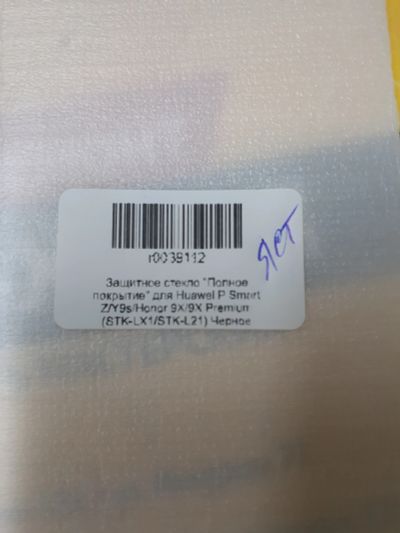 r0039112
Защитное стекло "Полное
покрытие" для Huawei P Smart
Z/Y9s/Honor 9X/9X Premium
(STK-LX1/STK-L21) Черное